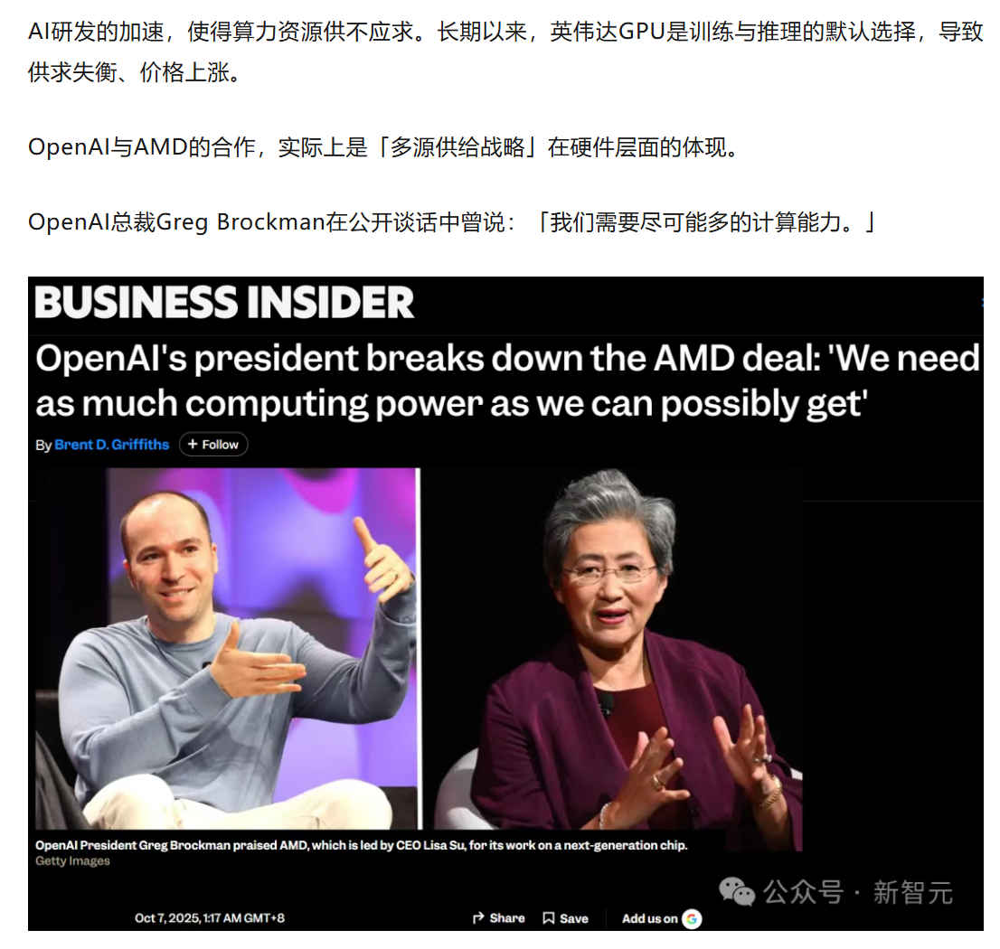 AI研发的加速，使得算力资源供不应求。长期以来，英伟达GPU是训练与推理的默认选择，导致
供求失衡、价格上涨。
OpenAI与AMD的合作，实际上是「多源供给战略」在硬件层面的体现。
OpenAI总裁Greg Brockman在公开谈话中曾说：「我们需要尽可能多的计算能力。」
BUSINESS INSIDER
OpenAI's president breaks down the AMD deal: 'We need
as much computing power as we can possibly get'
By Brent D. Griffiths + Follow
OpenAI President Greg Brockman praised AMD, which is led by CEO Lisa Su, for its work on a next-generation chip.
Getty Images
公众号 · 新智元
Oct 7, 2025, 1:17 AM GMT+8 Share Save Add us on G